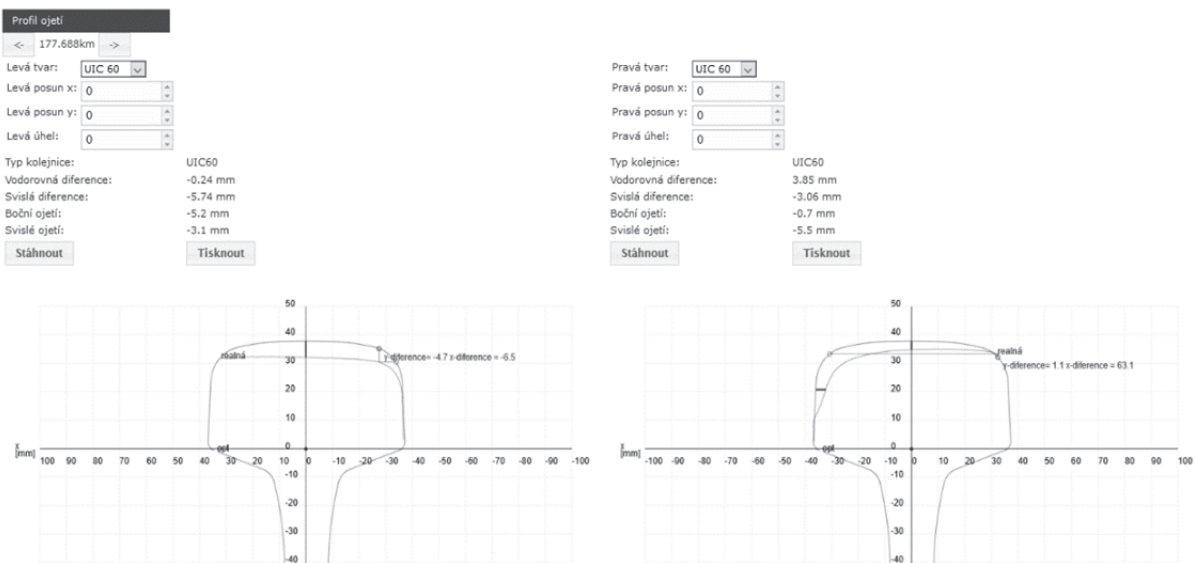 Profil ojetí
<- 177.688km ->
Levá tvar: UIC 60
Levá posun x: 0
Levá posun y: 0
Levá úhel: 0
Typ kolejnice: UIC60
Vodorovná diference: -0.24 mm
Svislá diference: -5.74 mm
Boční ojetí: -5.2 mm
Svislé ojetí: -3.1 mm
Stáhnout Tisknout
Pravá tvar: UIC 60
Pravá posun x: 0
Pravá posun y: 0
Pravá úhel: 0
Typ kolejnice: UIC60
Vodorovná diference: 3.85 mm
Svislá diference: -3.06 mm
Boční ojetí: -0.7 mm
Svislé ojetí: -5.5 mm
Stáhnout Tisknout
50
40
realná
y-diference= -4.7 x-diference = -6.5
30
20
10
0
opt
x
[mm]
100 90 80 70 60 50 40 30 20 10 0 -10 -20 -30 -40 -50 -60 -70 -80 -90 -100
-10
-20
-30
-40
50
40
realná
30
y-diference= 1.1 x-diference = 63.1
20
10
0
opt
x
[mm]
-100 -90 -80 -70 -60 -50 -40 -30 -20 -10 0 10 20 30 40 50 60 70 80 90 100
-10
-20
-30
-40